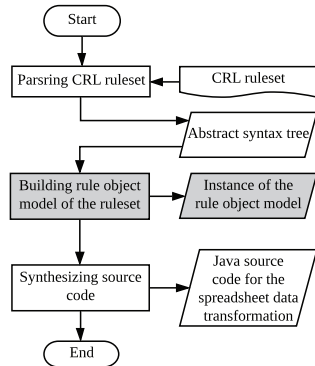 Start
Parsring CRL ruleset
CRL ruleset
Abstract syntax tree
Building rule object
model of the ruleset
Instance of the
rule object model
Synthesizing source
code
Java source
code for the
spreadsheet data
transformation
End